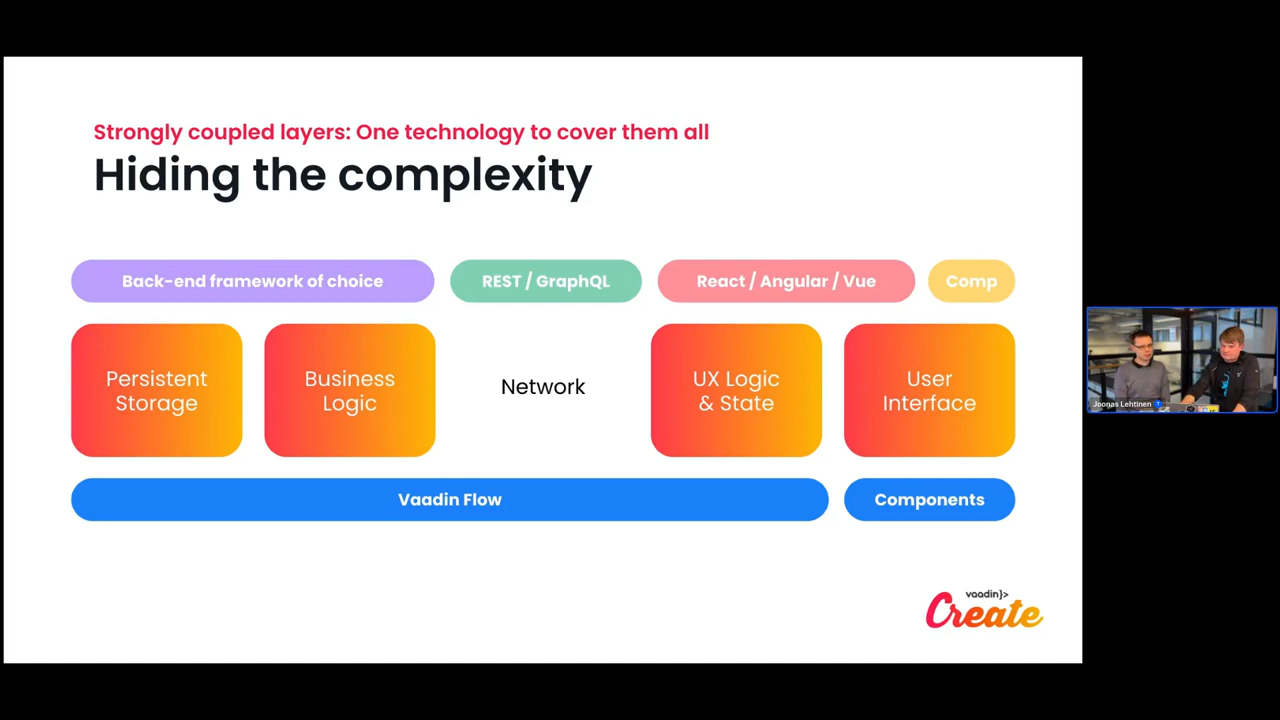 Strongly coupled layers: One technology to cover them all
Hiding the complexity
Back-end framework of choice
REST / GraphQL
React / Angular / Vue
Comp
Persistent
Storage
Business
Logic
Network
UX Logic
& State
User
Interface
Vaadin Flow
Components
vaadin}>
Create
Joonas Lehtinen